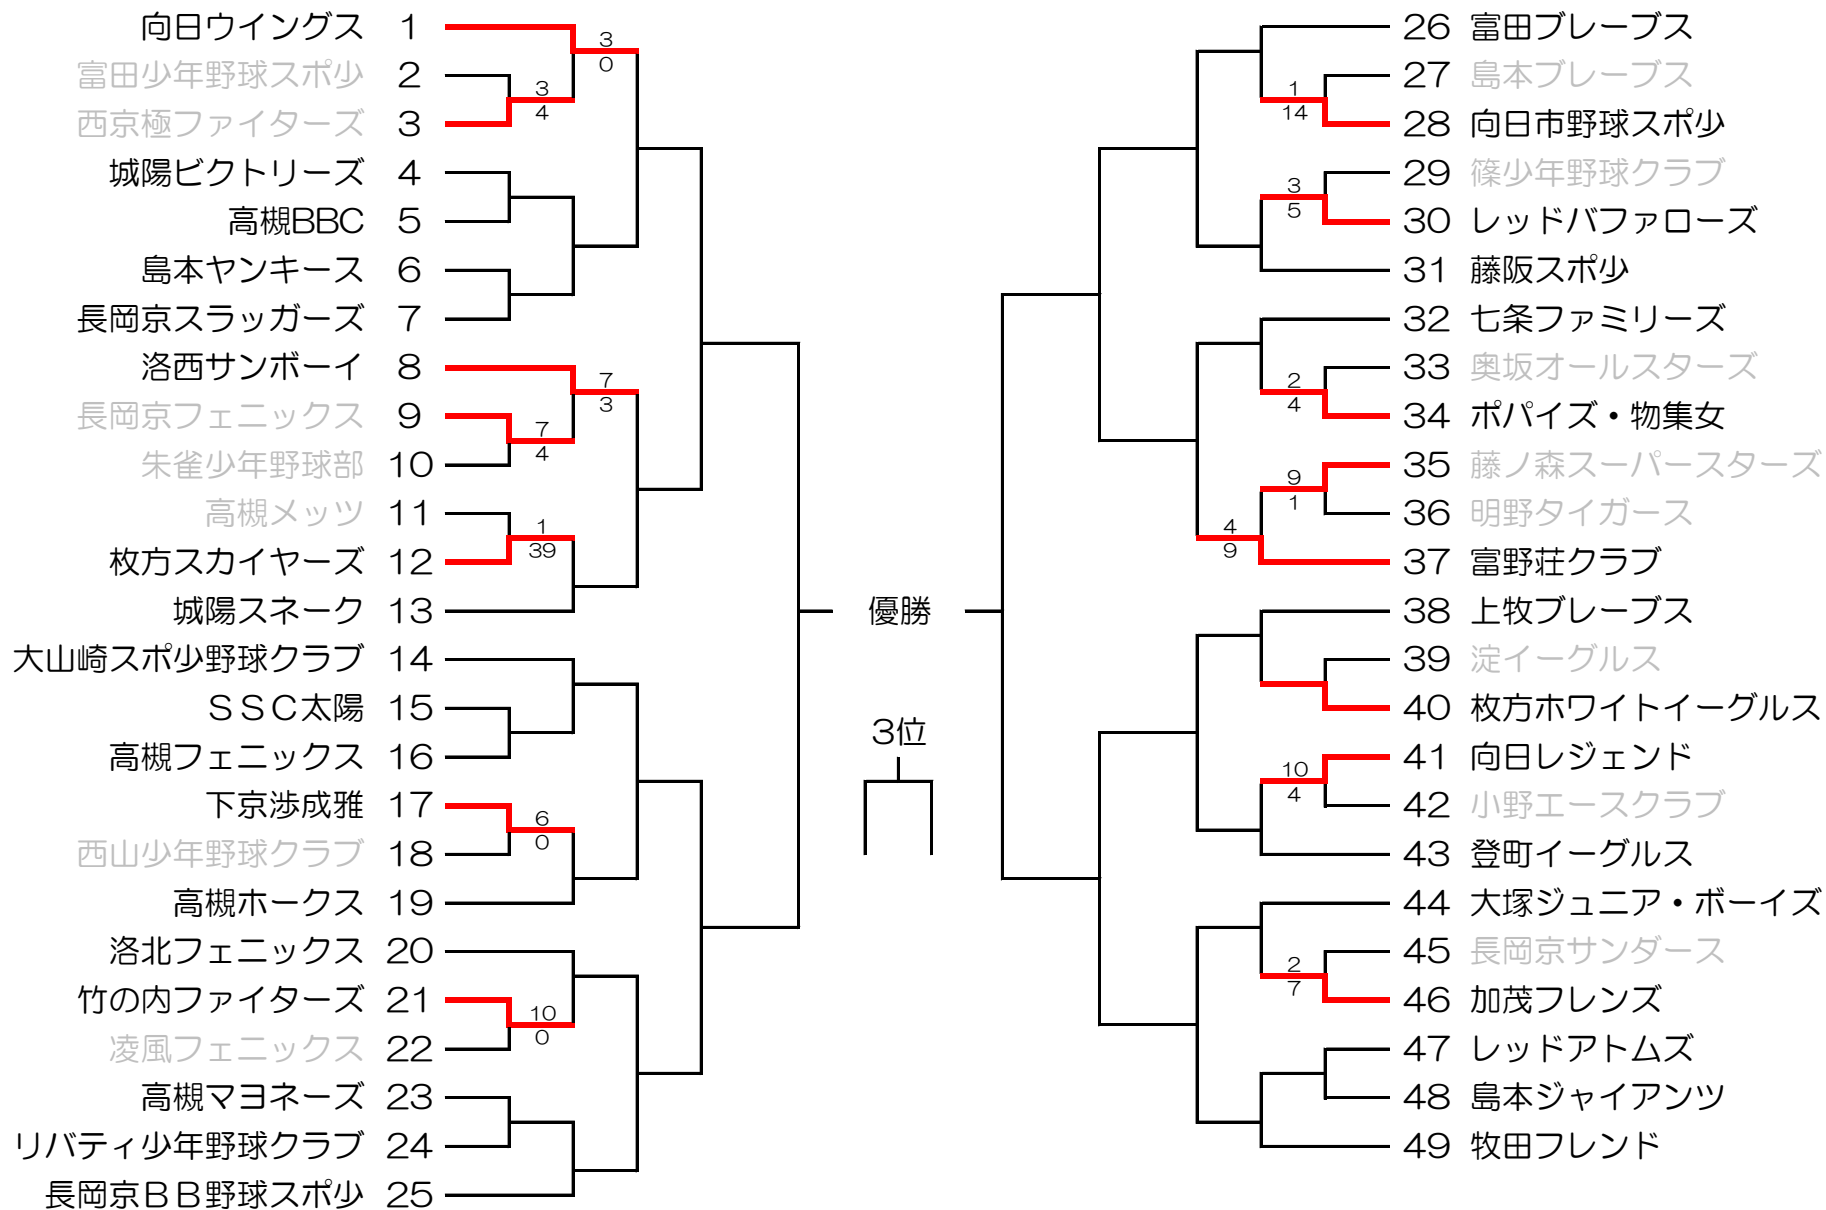 向日ウイングス 1
富田少年野球スポ少 2
西京極ファイターズ 3
城陽ビクトリーズ 4
高槻BBC 5
島本ヤンキース 6
長岡京スラッガーズ 7
洛西サンボーイ 8
長岡京フェニックス 9
朱雀少年野球部 10
高槻メッツ 11
枚方スカイヤーズ 12
城陽スネーク 13
大山崎スポ少野球クラブ 14
ＳＳＣ太陽 15
高槻フェニックス 16
下京渉成雅 17
西山少年野球クラブ 18
高槻ホークス 19
洛北フェニックス 20
竹の内ファイターズ 21
凌風フェニックス 22
高槻マヨネーズ 23
リバティ少年野球クラブ 24
長岡京ＢＢ野球スポ少 25
3
0
3
4
7
3
7
4
1
39
6
0
10
0
優勝
3位
1
14
3
5
2
4
9
1
4
9
10
4
2
7
26 富田ブレーブス
27 島本ブレーブス
28 向日市野球スポ少
29 篠少年野球クラブ
30 レッドバファローズ
31 藤阪スポ少
32 七条ファミリーズ
33 奥坂オールスターズ
34 ポパイズ・物集女
35 藤ノ森スーパースターズ
36 明野タイガース
37 富野荘クラブ
38 上牧ブレーブス
39 淀イーグルス
40 枚方ホワイトイーグルス
41 向日レジェンド
42 小野エースクラブ
43 登町イーグルス
44 大塚ジュニア・ボーイズ
45 長岡京サンダース
46 加茂フレンズ
47 レッドアトムズ
48 島本ジャイアンツ
49 牧田フレンド